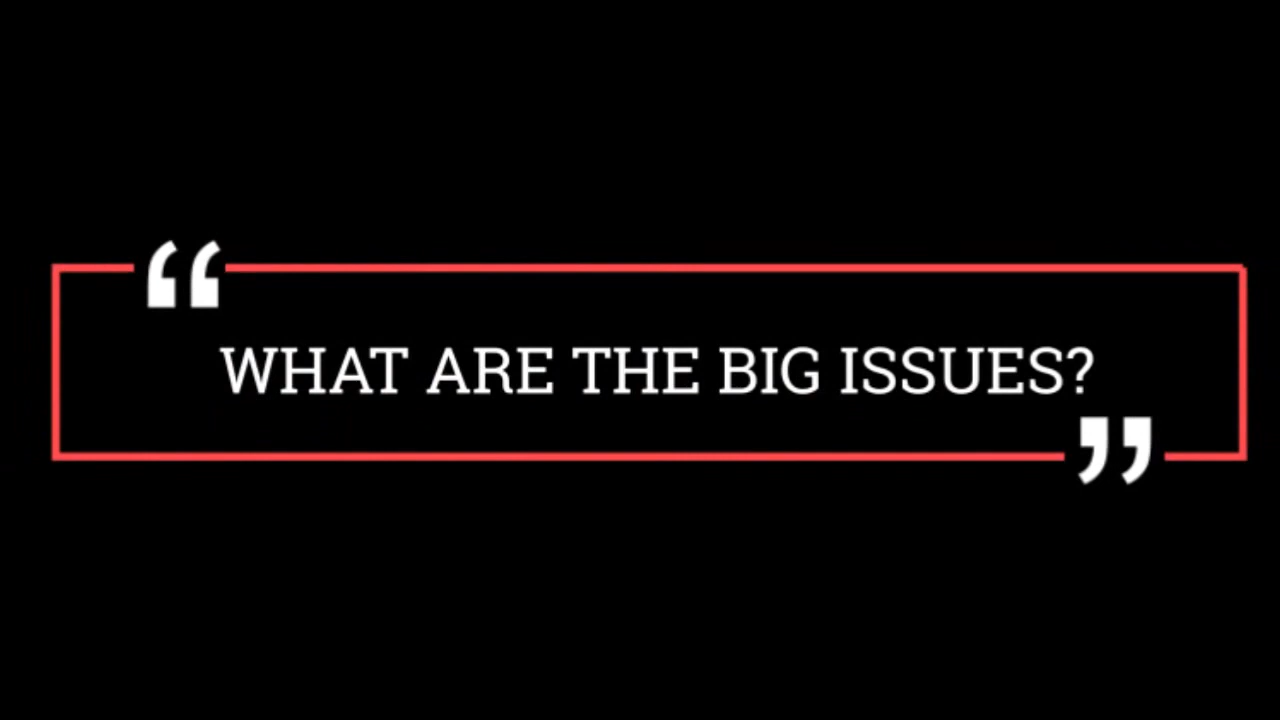 “
WHAT ARE THE BIG ISSUES?
”